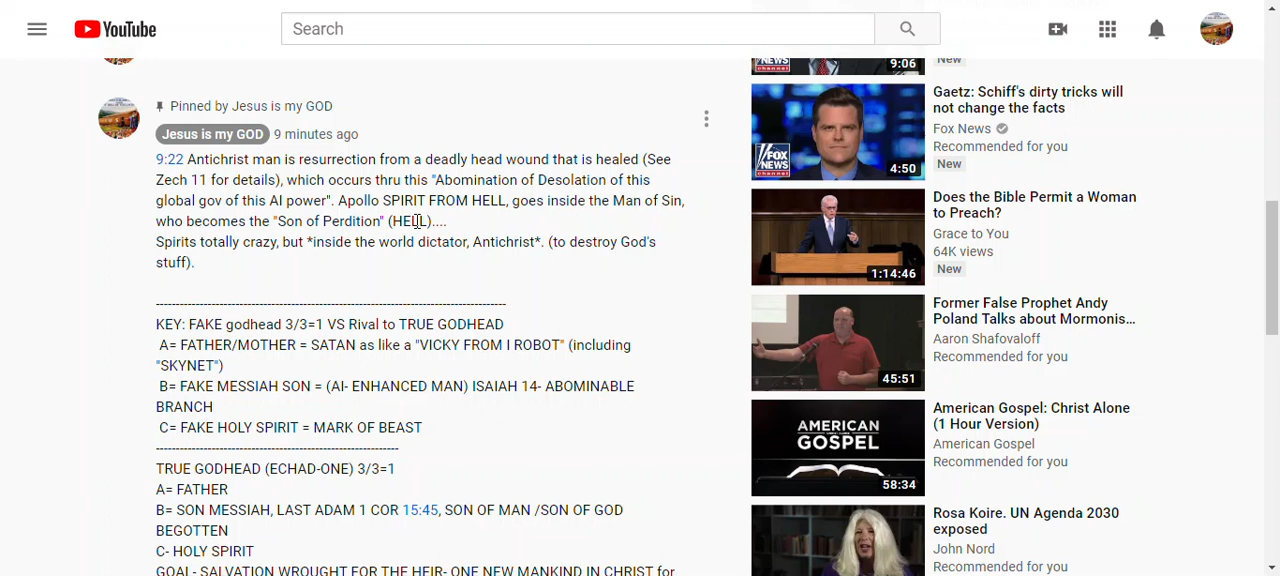 YouTube
Search
Pinned by Jesus is my GOD
Jesus is my GOD 9 minutes ago
9:22 Antichrist man is resurrection from a deadly head wound that is healed (See
Zech 11 for details), which occurs thru this "Abomination of Desolation of this
global gov of this AI power". Apollo SPIRIT FROM HELL, goes inside the Man of Sin,
who becomes the "Son of Perdition" (HELL)....
Spirits totally crazy, but *inside the world dictator, Antichrist*. (to destroy God's
stuff).
----------------------------------------------------------------------------------------
KEY: FAKE godhead 3/3=1 VS Rival to TRUE GODHEAD
A= FATHER/MOTHER = SATAN as like a "VICKY FROM I ROBOT" (including
"SKYNET")
B= FAKE MESSIAH SON = (AI- ENHANCED MAN) ISAIAH 14- ABOMINABLE
BRANCH
C= FAKE HOLY SPIRIT = MARK OF BEAST
-------------------------------------------------------------
TRUE GODHEAD (ECHAD-ONE) 3/3=1
A= FATHER
B= SON MESSIAH, LAST ADAM 1 COR 15:45, SON OF MAN /SON OF GOD
BEGOTTEN
C- HOLY SPIRIT
GOAL- SALVATION WROUGHT FOR THE HEIR- ONE NEW MANKIND IN CHRIST for
NEWS
channel
9:06
New
FOX
NEWS
channel
4:50
Gaetz: Schiff's dirty tricks will
not change the facts
Fox News
Recommended for you
New
1:14:46
Does the Bible Permit a Woman
to Preach?
Grace to You
64K views
New
45:51
Former False Prophet Andy
Poland Talks about Mormonis...
Aaron Shafovaloff
Recommended for you
AMERICAN
GOSPEL
58:34
American Gospel: Christ Alone
(1 Hour Version)
American Gospel
Recommended for you
Rosa Koire. UN Agenda 2030
exposed
John Nord
Recommended for you